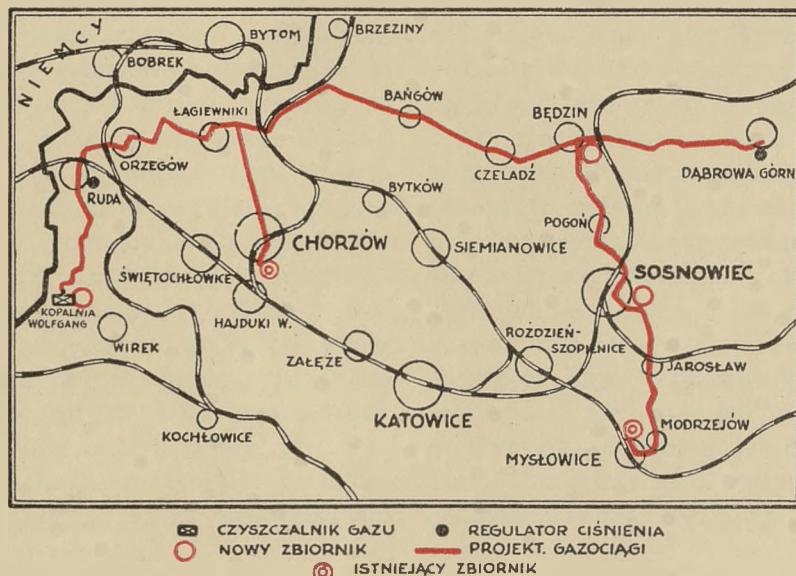 NIEMCY
BYTOM
BRZEZINY
BOBREK
ŁAGIEWNIKI
BAŃGÓW
BĘDZIN
ORZEGÓW
CZELADŹ
DĄBROWA GÓRN
RUDA
BYTKÓW
POGOŃ
CHORZÓW
SIEMIANOWICE
ŚWIĘTOCHŁÓWKE
SOSNOWIEC
KOPALNIA
WOLFGANG
HAJDUKI W.
ROŹDZIEŃ-
SZOPIENICE
WIREK
ZAŁĘŻE
JAROSŁAW
KATOWICE
KOCHŁOWICE
MODRZEJÓW
MYSŁOWICE
CZYSZCZALNIK GAZU
REGULATOR CIŚNIENIA
NOWY ZBIORNIK
PROJEKT. GAZOCIĄGI
ISTNIEJĄCY ZBIORNIK